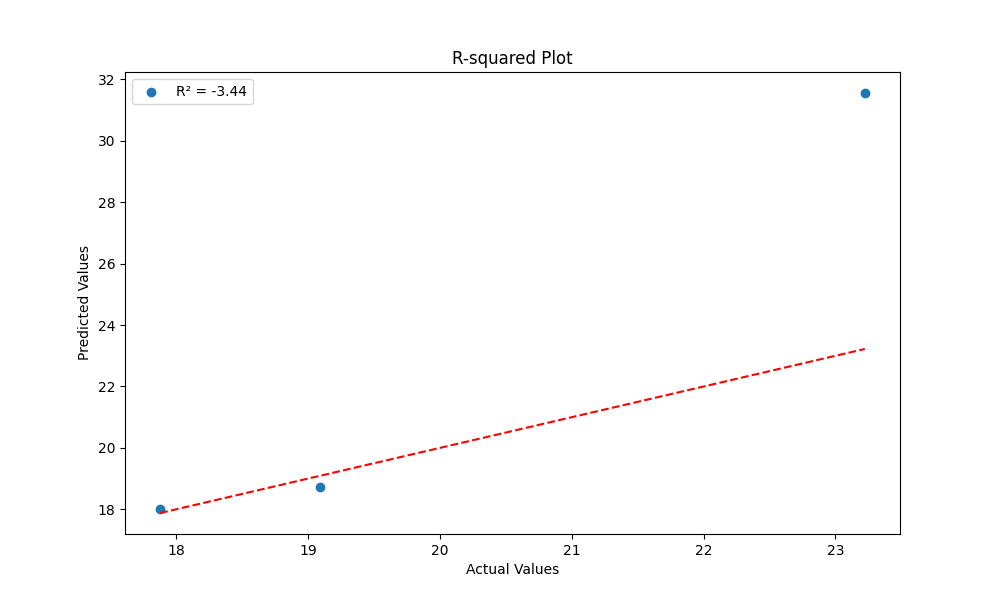 R-squared Plot
R² = -3.44
32
30
28
26
24
22
20
18
Predicted Values
18 19 20 21 22 23
Actual Values